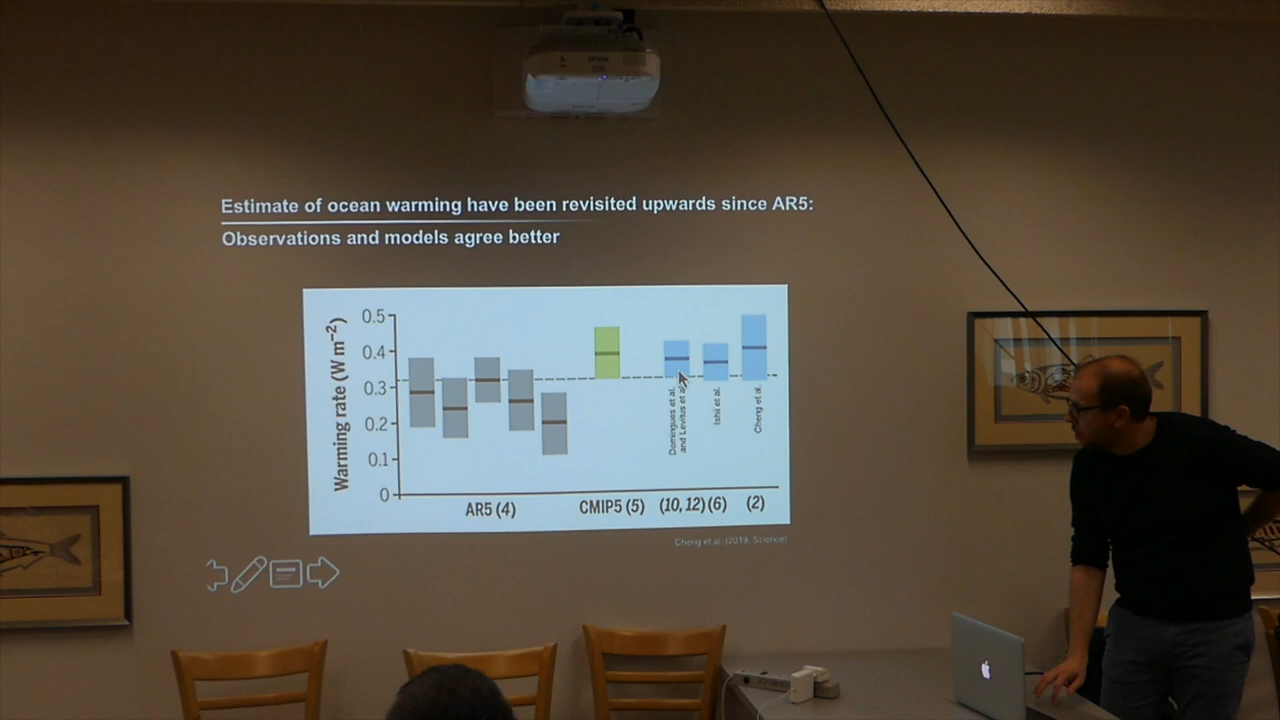 EPSON
Estimate of ocean warming have been revisited upwards since AR5:
Observations and models agree better
Warming rate (W m⁻²)
0.5
0.4
0.3
0.2
0.1
0
Domingues et al.
and Levitus et al.
Ishii et al.
Cheng et al.
AR5 (4)
CMIP5 (5)
(10, 12)
(6)
(2)
Cheng et al. (2019, Science)